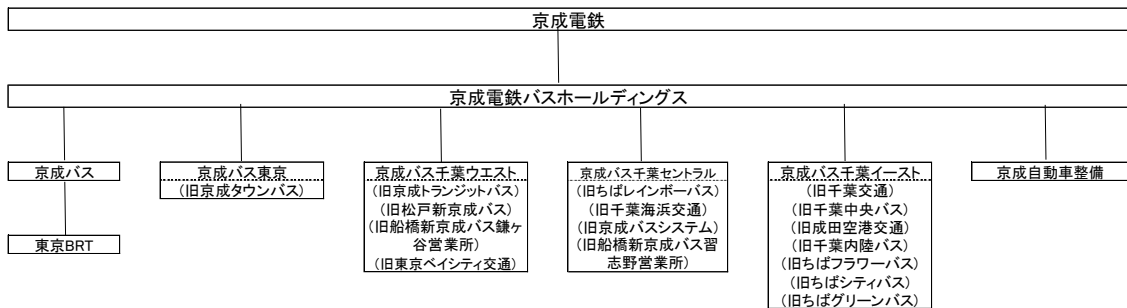 京成電鉄
京成電鉄バスホールディングス
京成バス
東京BRT
京成バス東京
(旧京成タウンバス)
京成バス千葉ウエスト
(旧京成トランジットバス)
(旧松戸新京成バス)
(旧船橋新京成バス鎌ヶ
谷営業所)
(旧東京ベイシティ交通)
京成バス千葉セントラル
(旧ちばレインボーバス)
(旧千葉海浜交通)
(旧京成バスシステム)
(旧船橋新京成バス習
志野営業所)
京成バス千葉イースト
(旧千葉交通)
(旧千葉中央バス)
(旧成田空港交通)
(旧千葉内陸バス)
(旧ちばフラワーバス)
(旧ちばシティバス)
(旧ちばグリーンバス)
京成自動車整備